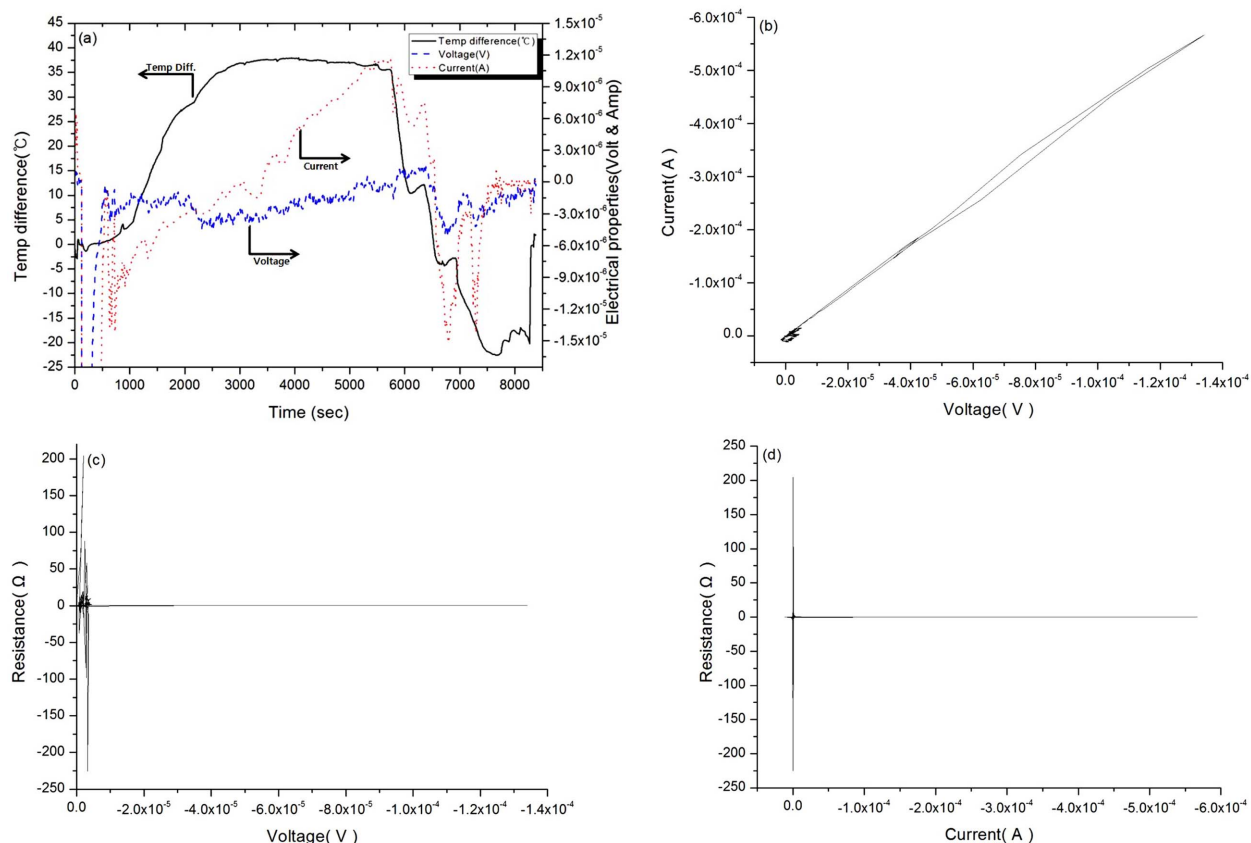 (a)
Temp difference(℃)
Voltage(V)
Current(A)
Temp Diff.
Current
Voltage
45
40
35
30
25
20
15
10
5
0
-5
-10
-15
-20
-25
Temp difference(℃)
1.5x10⁻⁵
1.2x10⁻⁵
9.0x10⁻⁶
6.0x10⁻⁶
3.0x10⁻⁶
0.0
-3.0x10⁻⁶
-6.0x10⁻⁶
-9.0x10⁻⁶
-1.2x10⁻⁵
-1.5x10⁻⁵
Electrical properties(Volt & Amp)
0 1000 2000 3000 4000 5000 6000 7000 8000
Time (sec)
(b)
-6.0x10⁻⁴
-5.0x10⁻⁴
-4.0x10⁻⁴
-3.0x10⁻⁴
-2.0x10⁻⁴
-1.0x10⁻⁴
0.0
Current( A )
0.0 -2.0x10⁻⁵ -4.0x10⁻⁵ -6.0x10⁻⁵ -8.0x10⁻⁵ -1.0x10⁻⁴ -1.2x10⁻⁴ -1.4x10⁻⁴
Voltage( V )
(c)
200
150
100
50
0
-50
-100
-150
-200
-250
Resistance( Ω )
0.0 -2.0x10⁻⁵ -4.0x10⁻⁵ -6.0x10⁻⁵ -8.0x10⁻⁵ -1.0x10⁻⁴ -1.2x10⁻⁴ -1.4x10⁻⁴
Voltage( V )
(d)
250
200
150
100
50
0
-50
-100
-150
-200
-250
Resistance( Ω )
0.0 -1.0x10⁻⁴ -2.0x10⁻⁴ -3.0x10⁻⁴ -4.0x10⁻⁴ -5.0x10⁻⁴ -6.0x10⁻⁴
Current( A )